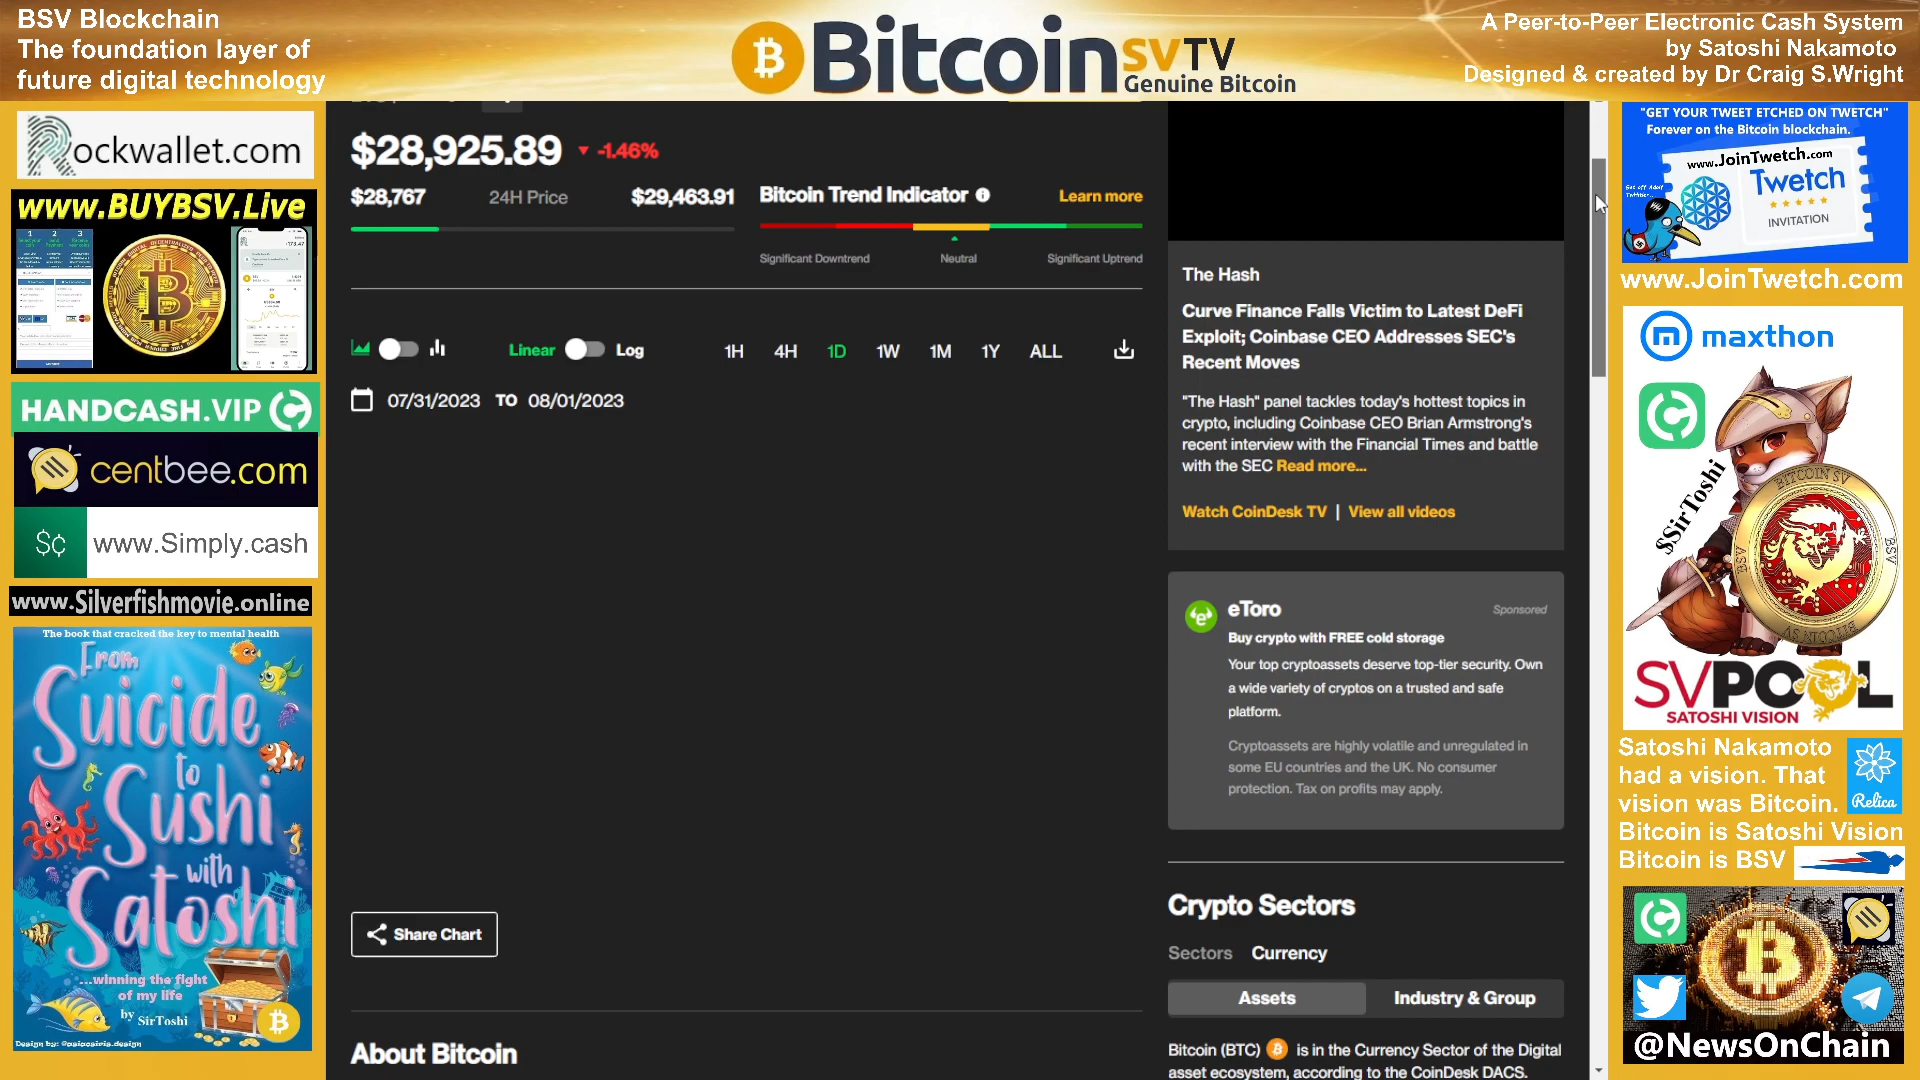 BSV Blockchain
The foundation layer of
future digital technology
BitcoinSVTV
Genuine Bitcoin
A Peer-to-Peer Electronic Cash System
by Satoshi Nakamoto
Designed & created by Dr Craig S.Wright
Rockwallet.com
www.BUYBSV.Live
HANDCASH.VIP
centbee.com
$¢ www.Simply.cash
www.Silverfishmovie.online
The book that cracked the key to mental health
From
Suicide
to
Sushi
with
Satoshi
...winning the fight
of my life
by SirToshi
$28,925.89 -1.46%
$28,767 24H Price $29,463.91
Bitcoin Trend Indicator Learn more
Significant Downtrend Neutral Significant Uptrend
Linear Log 1H 4H 1D 1W 1M 1Y ALL
07/31/2023 TO 08/01/2023
Share Chart
About Bitcoin
The Hash
Curve Finance Falls Victim to Latest DeFi
Exploit; Coinbase CEO Addresses SEC's
Recent Moves
"The Hash" panel tackles today's hottest topics in
crypto, including Coinbase CEO Brian Armstrong's
recent interview with the Financial Times and battle
with the SEC Read more...
Watch CoinDesk TV | View all videos
eToro Sponsored
Buy crypto with FREE cold storage
Your top cryptoassets deserve top-tier security. Own
a wide variety of cryptos on a trusted and safe
platform.
Cryptoassets are highly volatile and unregulated in
some EU countries and the UK. No consumer
protection. Tax on profits may apply.
Crypto Sectors
Sectors Currency
Assets Industry & Group
Bitcoin (BTC) is in the Currency Sector of the Digital
asset ecosystem, according to the CoinDesk DACS.
"GET YOUR TWEET ETCHED ON TWETCH"
Forever on the Bitcoin blockchain.
www.JoinTwetch.com
Twetch
INVITATION
www.JoinTwetch.com
maxthon
$SirToshi
BITCOIN SV
BSV
BSV
BITCOIN SV
SVPOOL
SATOSHI VISION
Satoshi Nakamoto
had a vision. That
vision was Bitcoin.
Relica
Bitcoin is Satoshi Vision
Bitcoin is BSV
@NewsOnChain